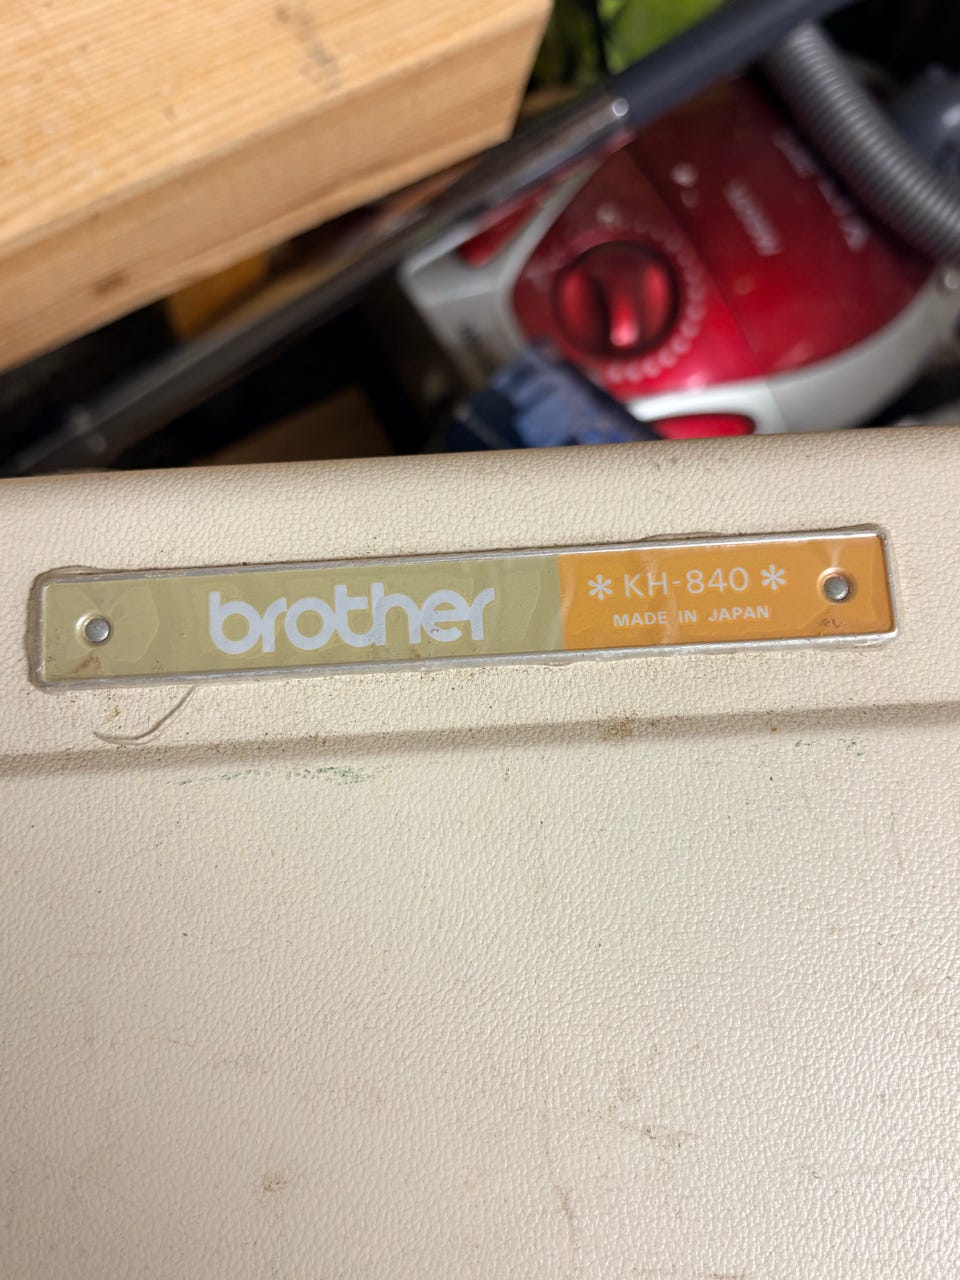 brother
* KH-840 *
MADE IN JAPAN